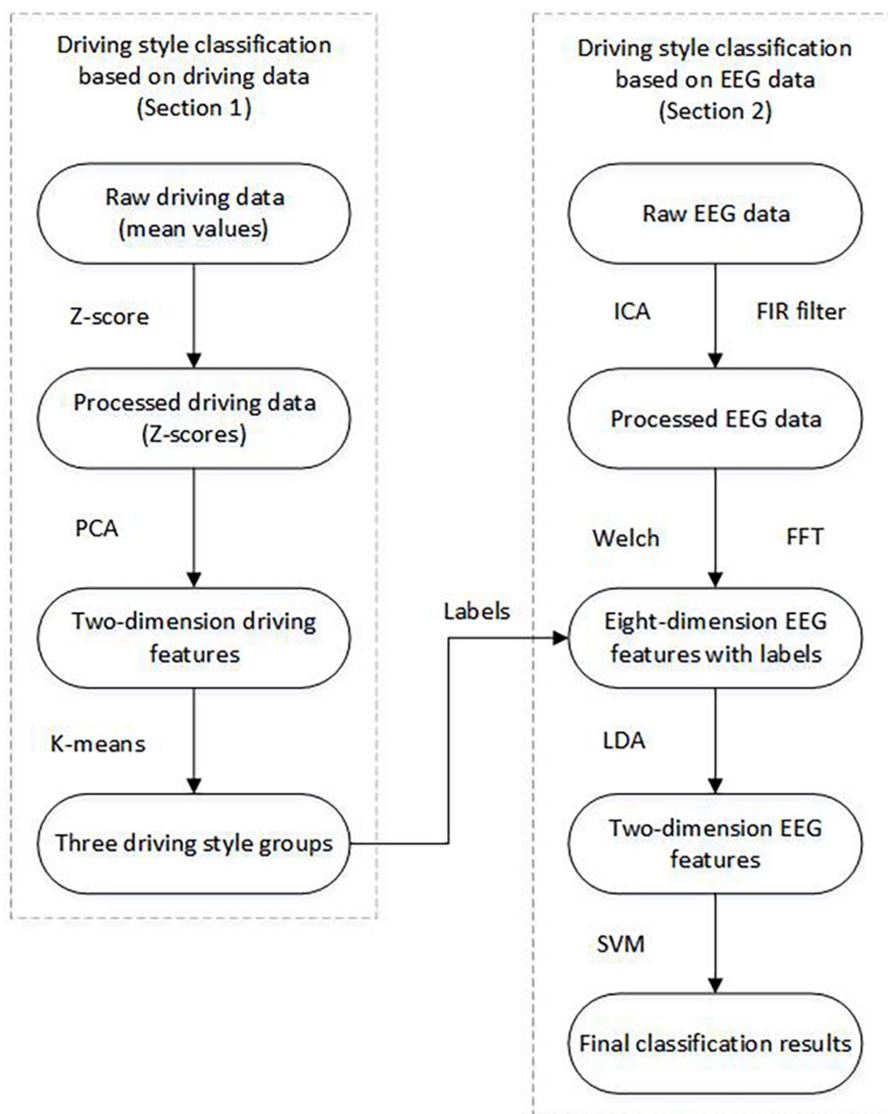 Driving style classification
based on driving data
(Section 1)
Raw driving data
(mean values)
Z-score
Processed driving data
(Z-scores)
PCA
Two-dimension driving
features
K-means
Three driving style groups
Labels
Driving style classification
based on EEG data
(Section 2)
Raw EEG data
ICA
FIR filter
Processed EEG data
Welch
FFT
Eight-dimension EEG
features with labels
LDA
Two-dimension EEG
features
SVM
Final classification results